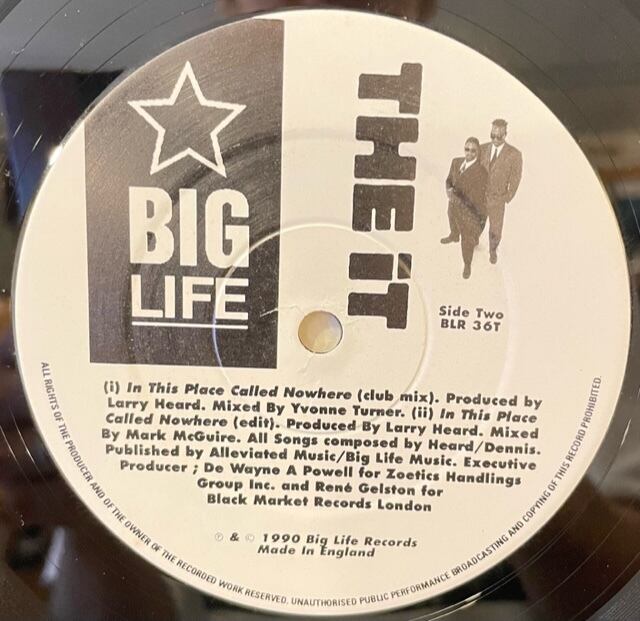 BIG
LIFE
THE iT
Side Two
BLR 36T
(i) In This Place Called Nowhere (club mix). Produced by
Larry Heard. Mixed By Yvonne Turner. (ii) In This Place
Called Nowhere (edit). Produced By Larry Heard. Mixed
By Mark McGuire. All Songs composed by Heard/Dennis.
Published by Alleviated Music/Big Life Music. Executive
Producer ; De Wayne A Powell for Zoetics Handlings
Group Inc. and René Gelston for
Black Market Records London
℗ & © 1990 Big Life Records
Made In England
ALL RIGHTS OF THE PRODUCER AND OF THE OWNER OF THE RECORDED WORK RESERVED. UNAUTHORISED PUBLIC PERFORMANCE BROADCASTING AND COPYING OF THIS RECORD PROHIBITED.